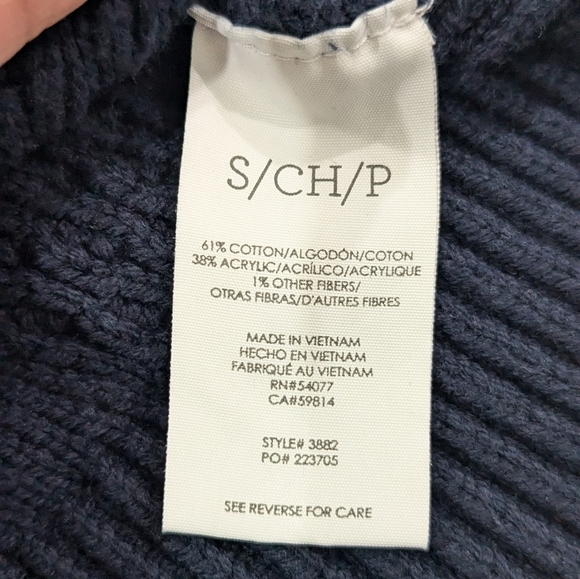 S/CH/P
61% COTTON/ALGODÓN/COTON
38% ACRYLIC/ACRÍLICO/ACRYLIQUE
1% OTHER FIBERS/
OTRAS FIBRAS/D'AUTRES FIBRES
MADE IN VIETNAM
HECHO EN VIETNAM
FABRIQUÉ AU VIETNAM
RN#54077
CA#59814
STYLE# 3882
PO# 223705
SEE REVERSE FOR CARE